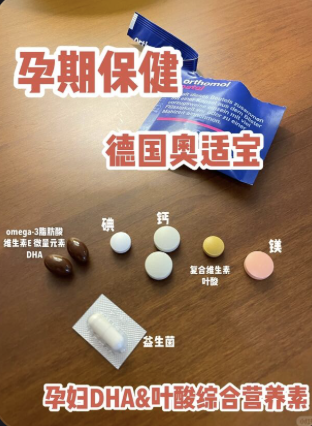 孕期保健
orthomol
德国奥适宝
omega-3脂肪酸
维生素E 微量元素
DHA
碘
钙
复合维生素
叶酸
镁
益生菌
孕妇DHA&叶酸综合营养素